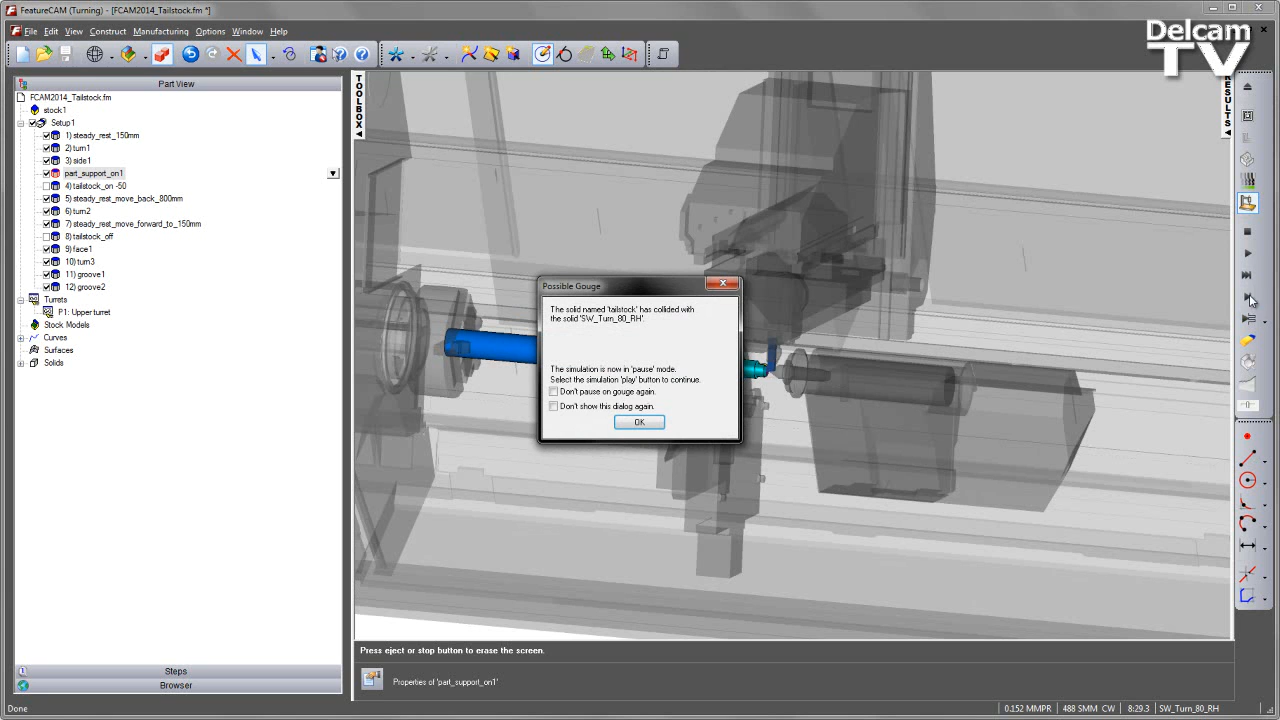 FeatureCAM (Turning) - [FCAM2014_Tailstock.fm *]
File Edit View Construct Manufacturing Options Window Help
Delcam
TV
Part View
FCAM2014_Tailstock.fm
stock1
Setup1
1) steady_rest_150mm
2) turn1
3) side1
part_support_on1
4) tailstock_on -50
5) steady_rest_move_back_800mm
6) turn2
7) steady_rest_move_forward_to_150mm
8) tailstock_off
9) face1
10) turn3
11) groove1
12) groove2
Turrets
P1: Upper turret
Stock Models
Curves
Surfaces
Solids
Steps
Browser
TOOLBOX
RESULTS
Possible Gouge
The solid named 'tailstock' has collided with
the solid 'SW_Turn_80_RH'.
The simulation is now in 'pause' mode.
Select the simulation 'play' button to continue.
Don't pause on gouge again.
Don't show this dialog again.
OK
Press eject or stop button to erase the screen.
Properties of 'part_support_on1'
Done
0.152 MMPR 488 SMM CW 8:29.3 SW_Turn_80_RH